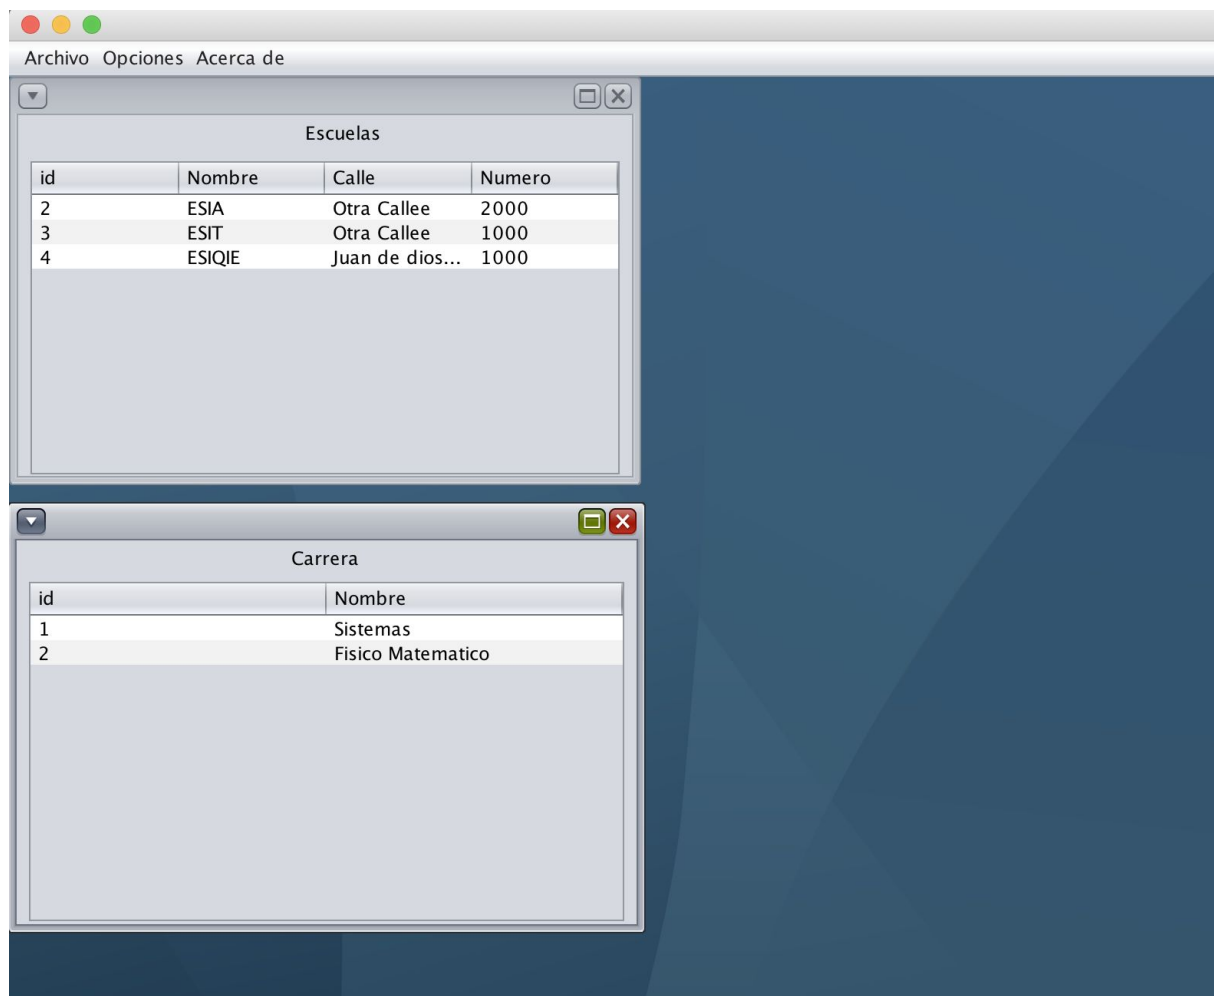 Archivo Opciones Acerca de
Escuelas
id Nombre Calle Numero
2 ESIA Otra Callee 2000
3 ESIT Otra Callee 1000
4 ESIQIE Juan de dios... 1000
Carrera
id Nombre
1 Sistemas
2 Fisico Matematico